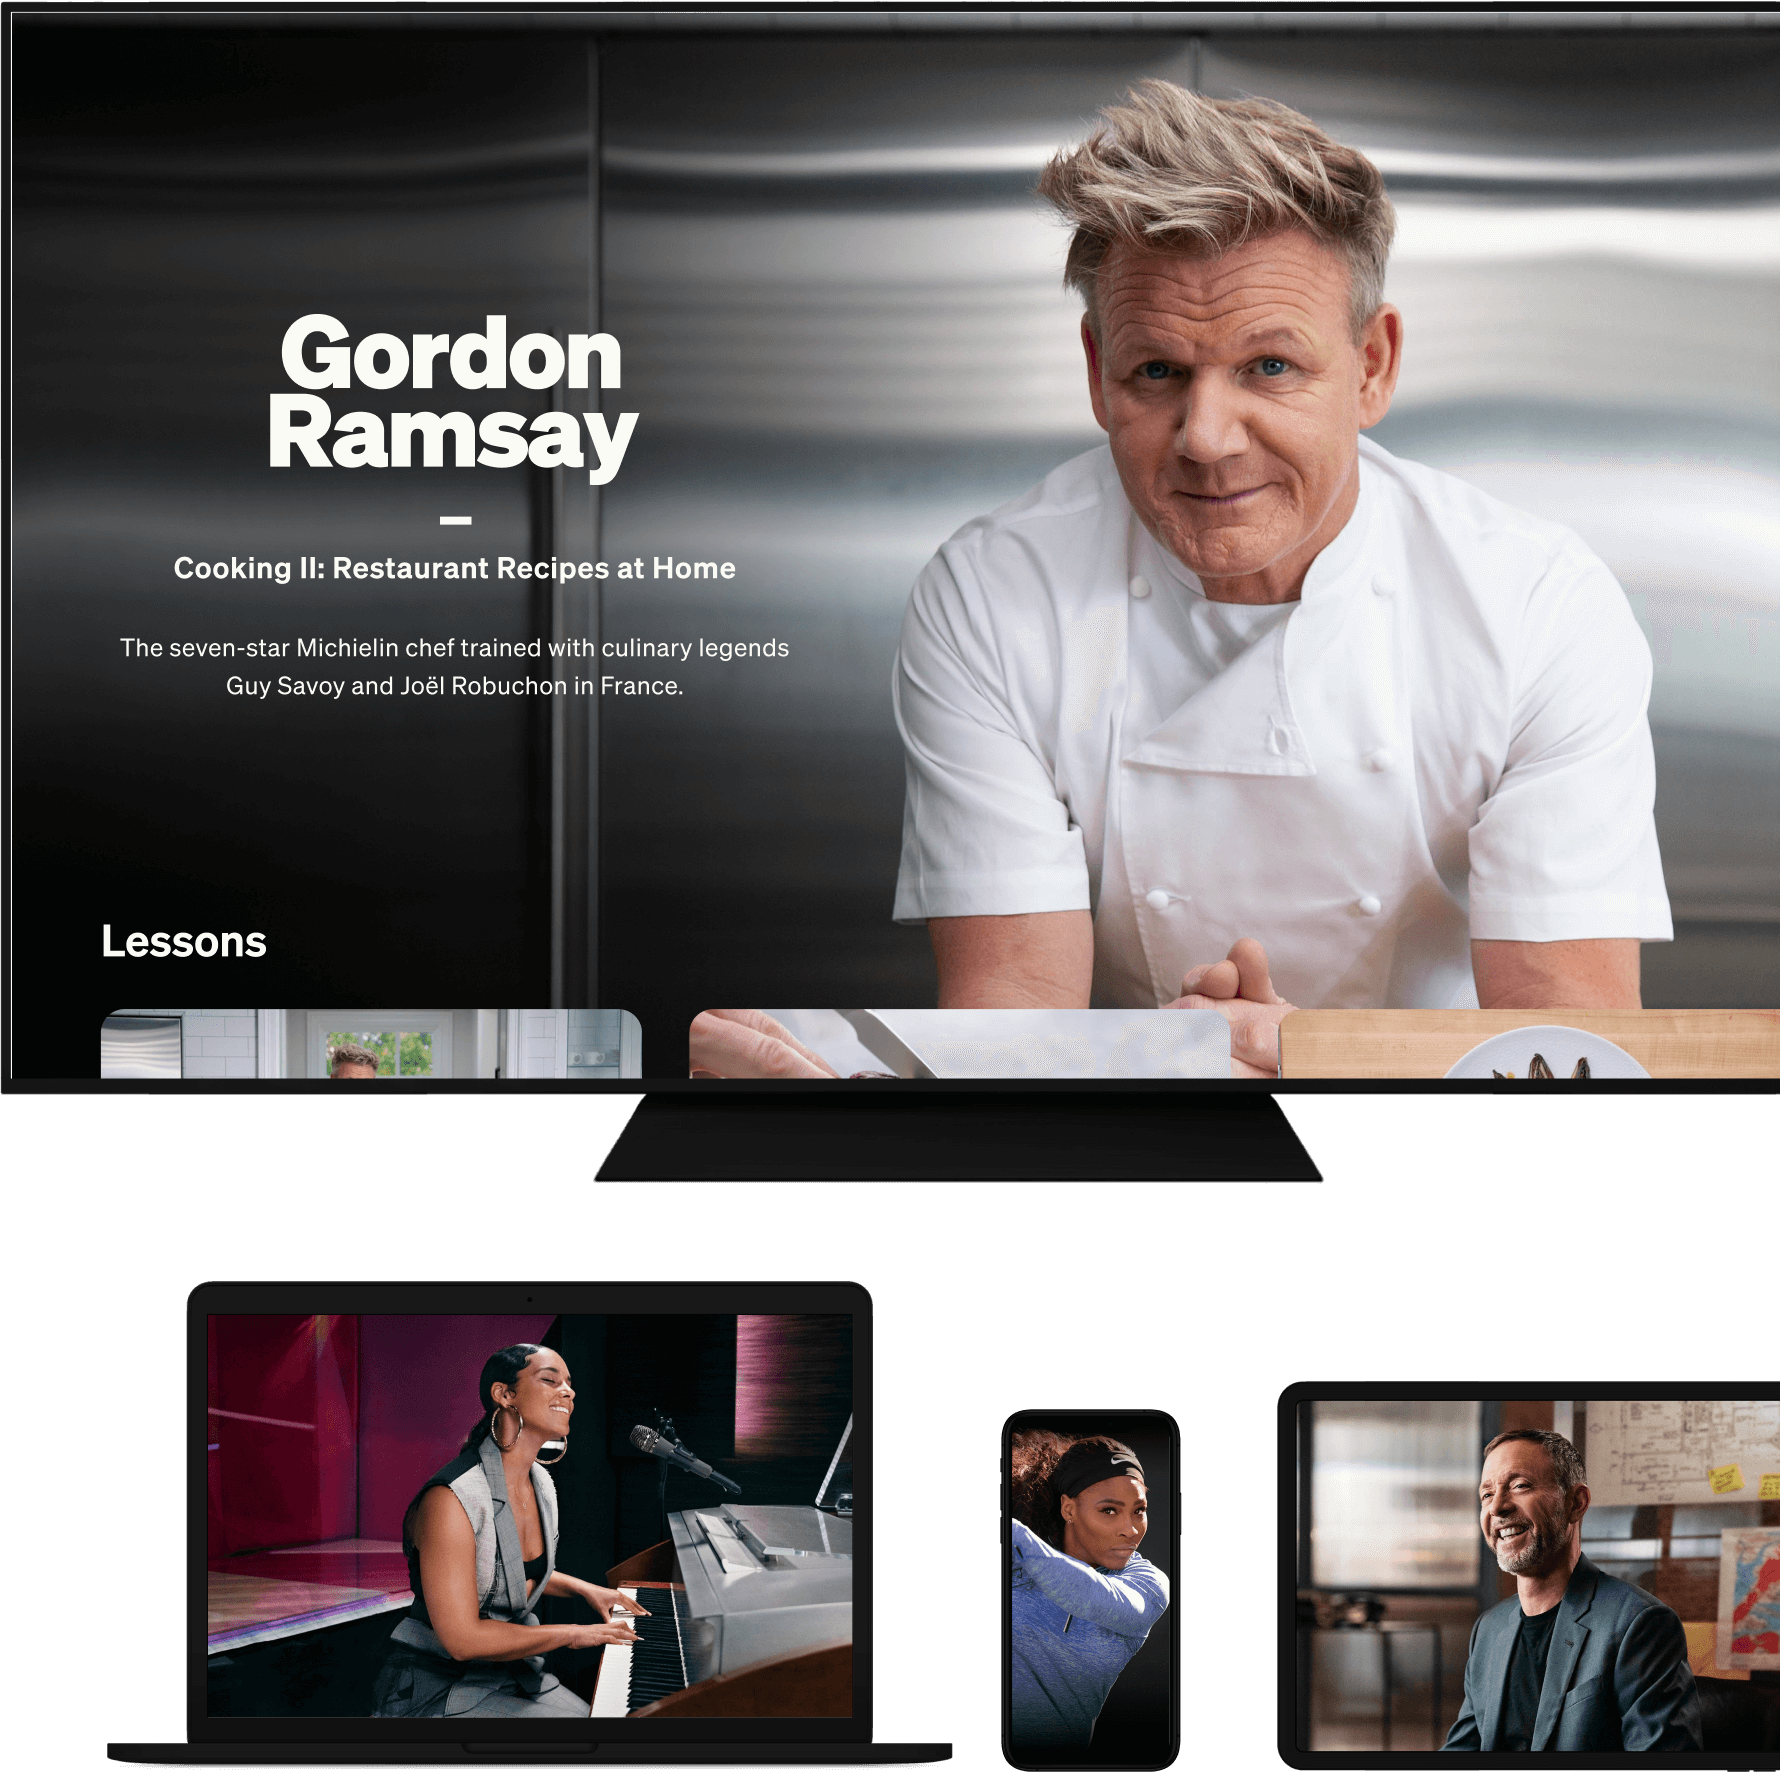 Gordon
Ramsay
Cooking II: Restaurant Recipes at Home
The seven-star Michielin chef trained with culinary legends
Guy Savoy and Joël Robuchon in France.
Lessons